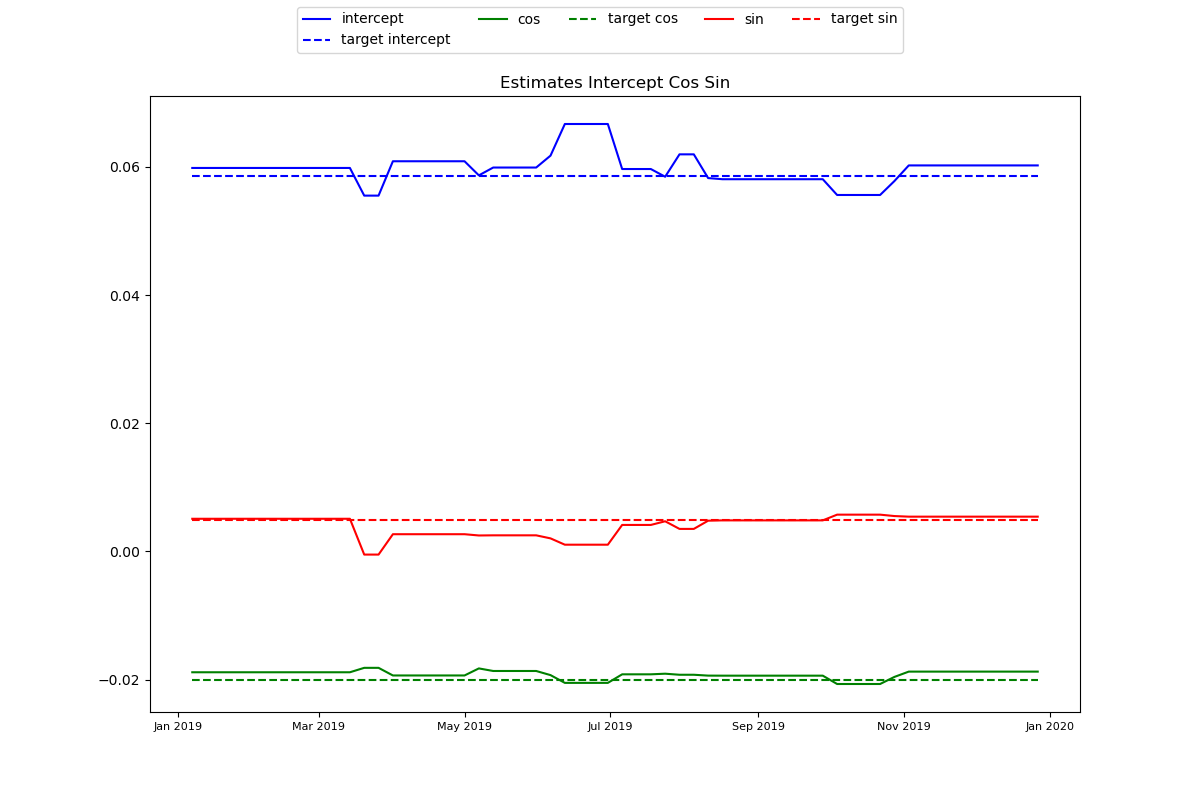 intercept cos target cos sin target sin
target intercept
Estimates Intercept Cos Sin
0.06
0.04
0.02
0.00
−0.02
Jan 2019 Mar 2019 May 2019 Jul 2019 Sep 2019 Nov 2019 Jan 2020